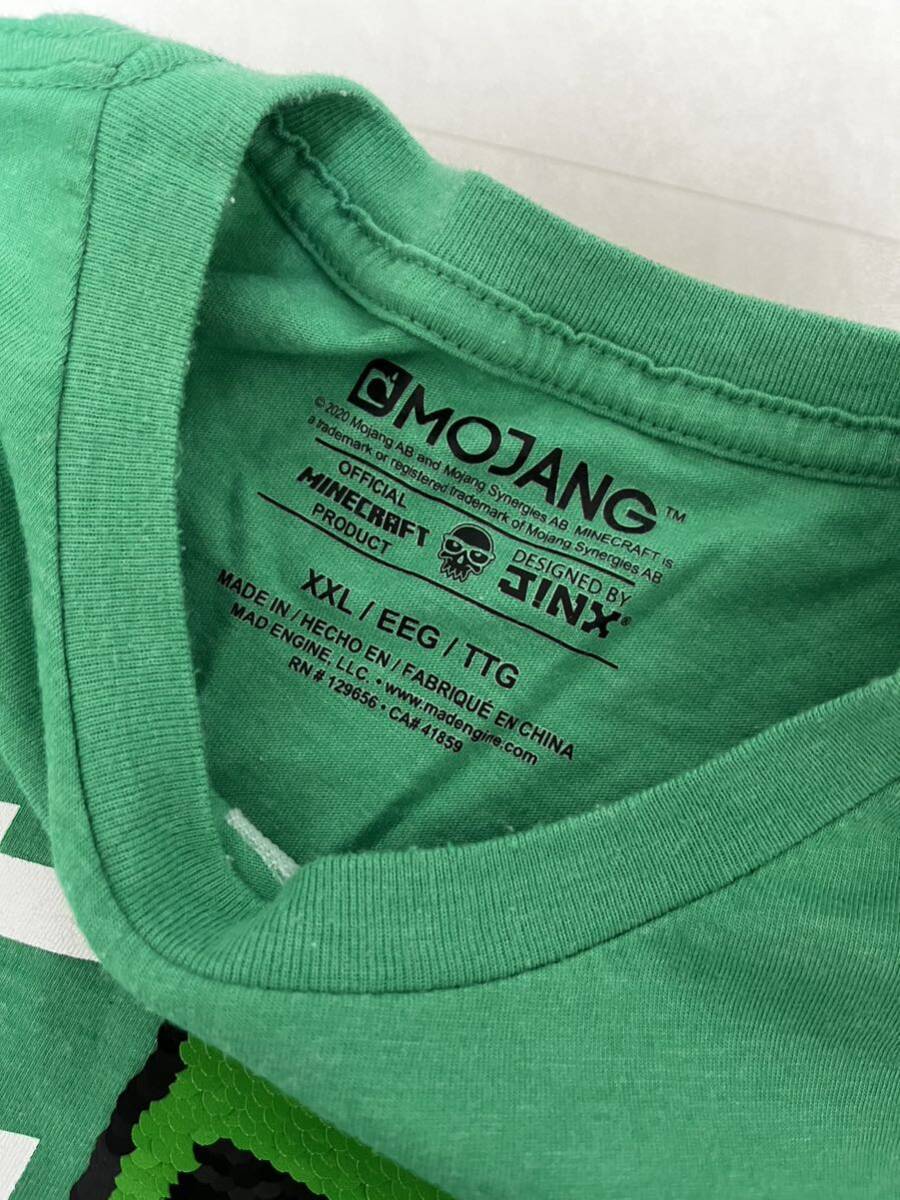 MOJANG™
© 2020 Mojang AB and Mojang Synergies AB. MINECRAFT is
a trademark or registered trademark of Mojang Synergies AB
OFFICIAL
MINECRAFT
PRODUCT
DESIGNED BY
J!NX®
XXL / EEG / TTG
MADE IN / HECHO EN / FABRIQUÉ EN CHINA
MAD ENGINE, LLC. • www.madengine.com
RN # 129656 • CA# 41859